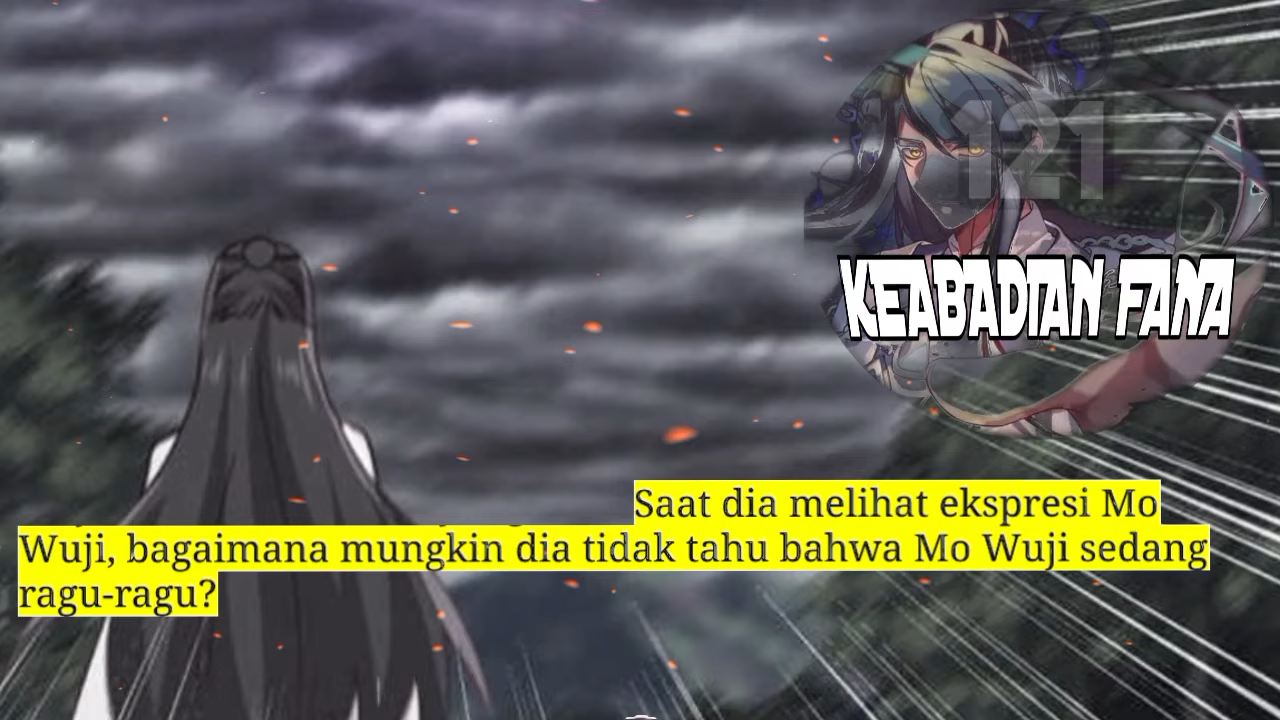 121
KEABADIAN FANA
Saat dia melihat ekspresi Mo
Wuji, bagaimana mungkin dia tidak tahu bahwa Mo Wuji sedang
ragu-ragu?